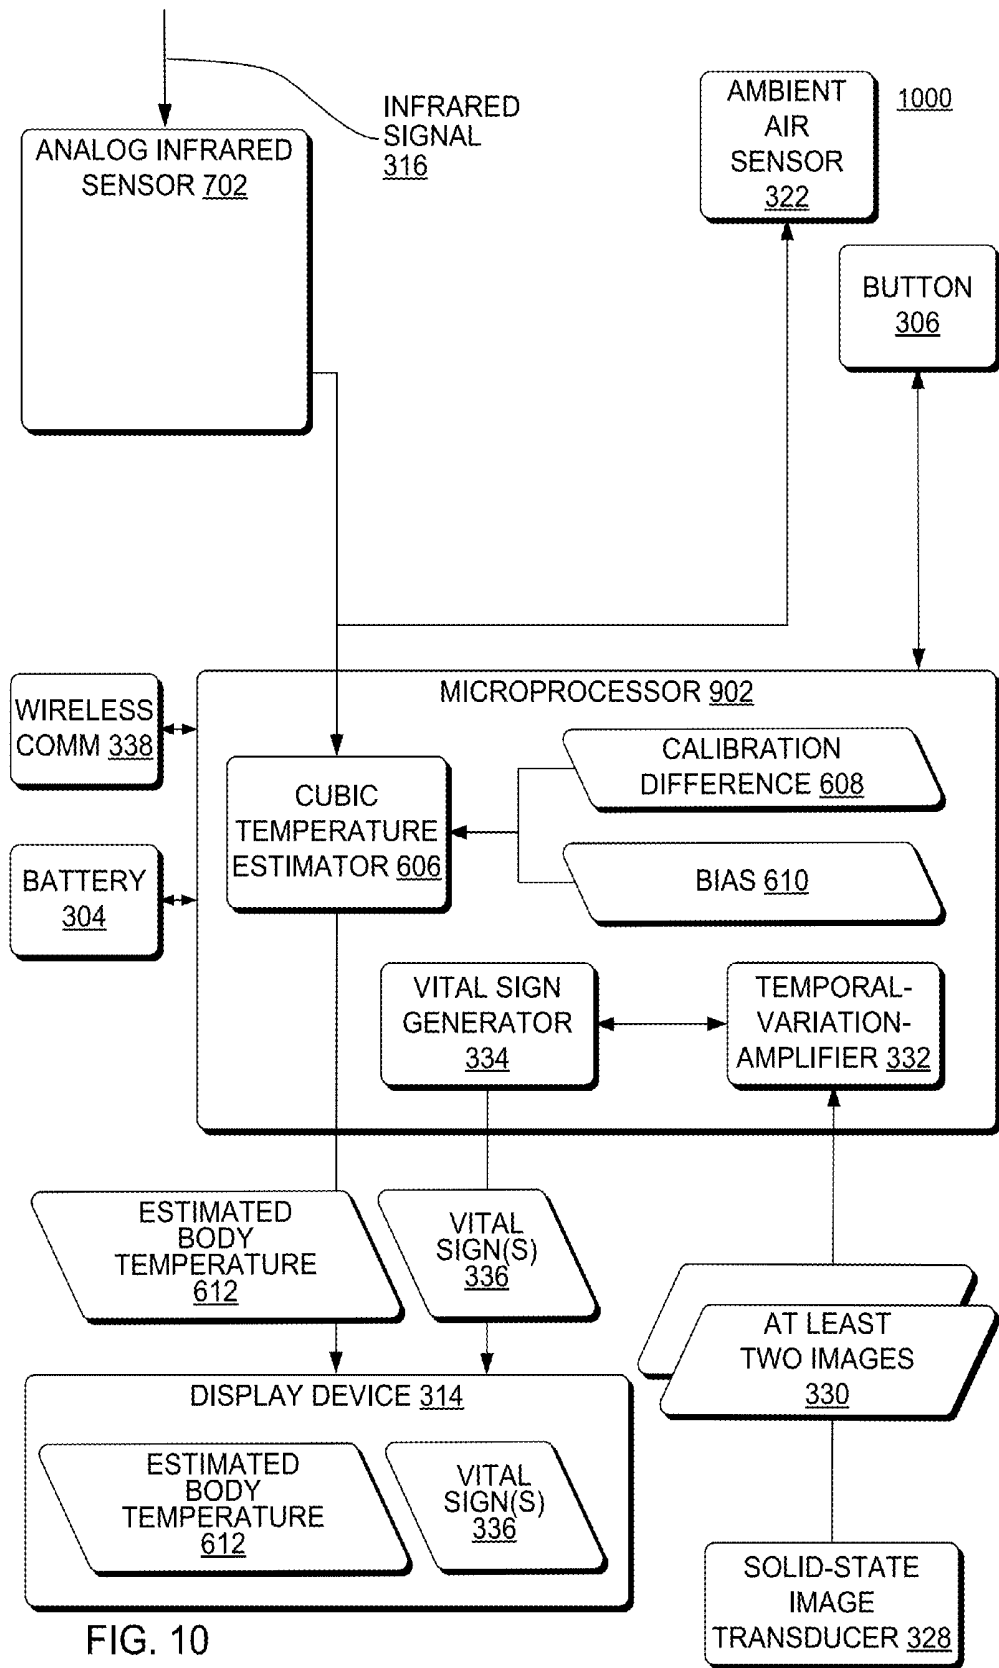 INFRARED
SIGNAL
316
ANALOG INFRARED
SENSOR 702
AMBIENT
AIR
SENSOR
322
1000
BUTTON
306
MICROPROCESSOR 902
WIRELESS
COMM 338
BATTERY
304
CUBIC
TEMPERATURE
ESTIMATOR 606
CALIBRATION
DIFFERENCE 608
BIAS 610
VITAL SIGN
GENERATOR
334
TEMPORAL-
VARIATION-
AMPLIFIER 332
ESTIMATED
BODY
TEMPERATURE
612
VITAL
SIGN(S)
336
AT LEAST
TWO IMAGES
330
DISPLAY DEVICE 314
ESTIMATED
BODY
TEMPERATURE
612
VITAL
SIGN(S)
336
SOLID-STATE
IMAGE
TRANSDUCER 328
FIG. 10